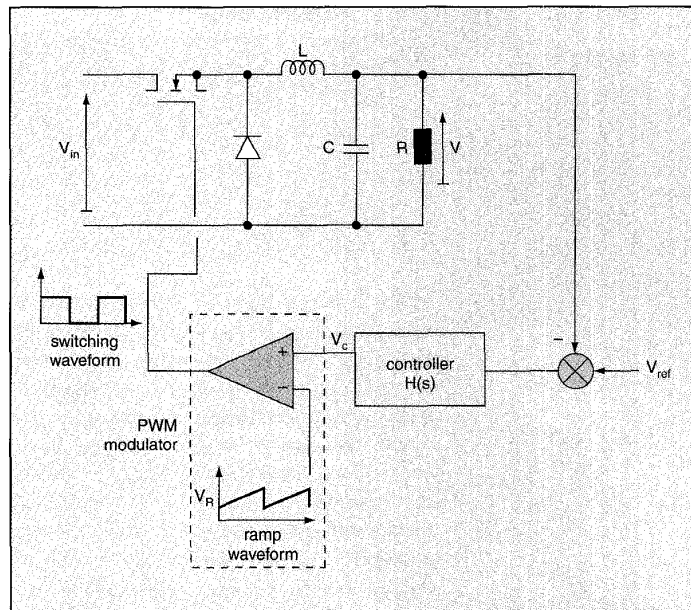 L
V_in
C
R
V
switching
waveform
V_c
controller
H(s)
−
V_ref
+
−
PWM
modulator
V_R
ramp
waveform